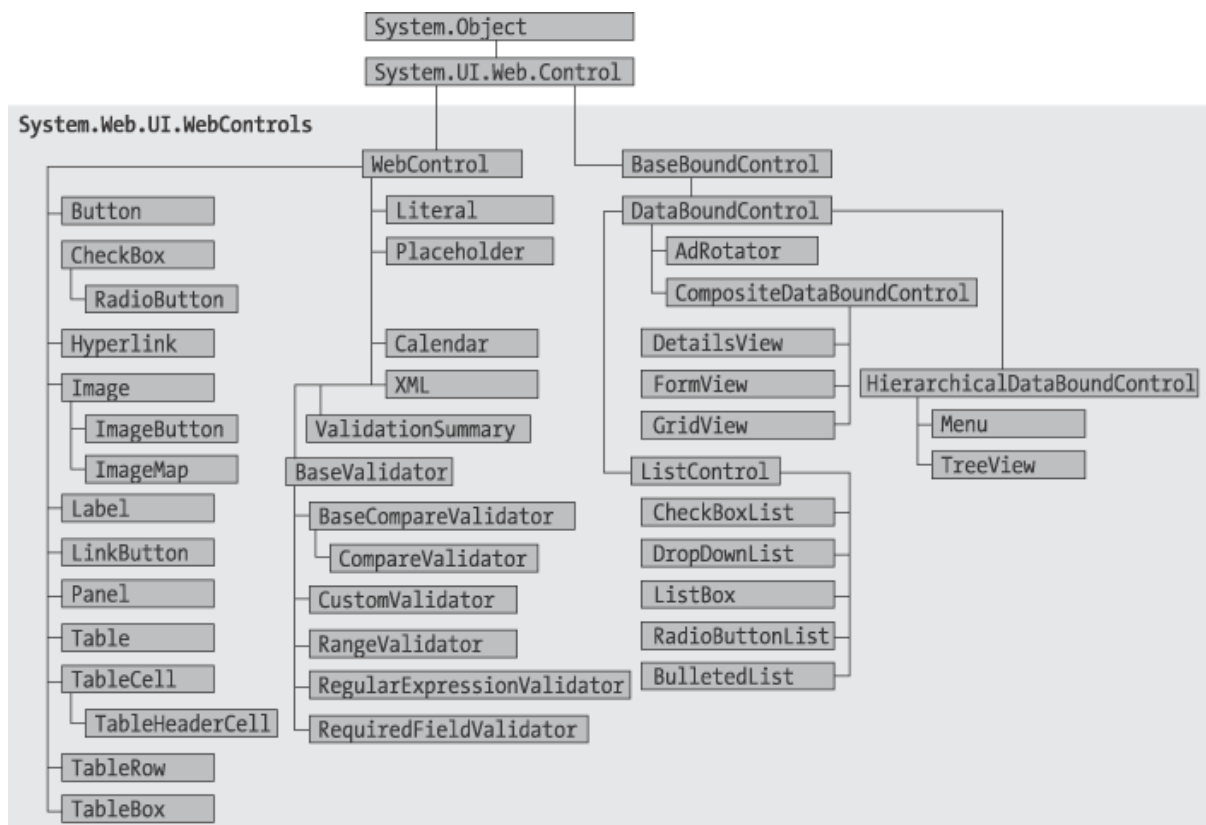 System.Object
System.UI.Web.Control
System.Web.UI.WebControls
WebControl
Button
CheckBox
RadioButton
Hyperlink
Image
ImageButton
ImageMap
Label
LinkButton
Panel
Table
TableCell
TableHeaderCell
TableRow
TableBox
Literal
Placeholder
Calendar
XML
ValidationSummary
BaseValidator
BaseCompareValidator
CompareValidator
CustomValidator
RangeValidator
RegularExpressionValidator
RequiredFieldValidator
BaseBoundControl
DataBoundControl
AdRotator
CompositeDataBoundControl
DetailsView
FormView
GridView
ListControl
CheckBoxList
DropDownList
ListBox
RadioButtonList
BulletedList
HierarchicalDataBoundControl
Menu
TreeView